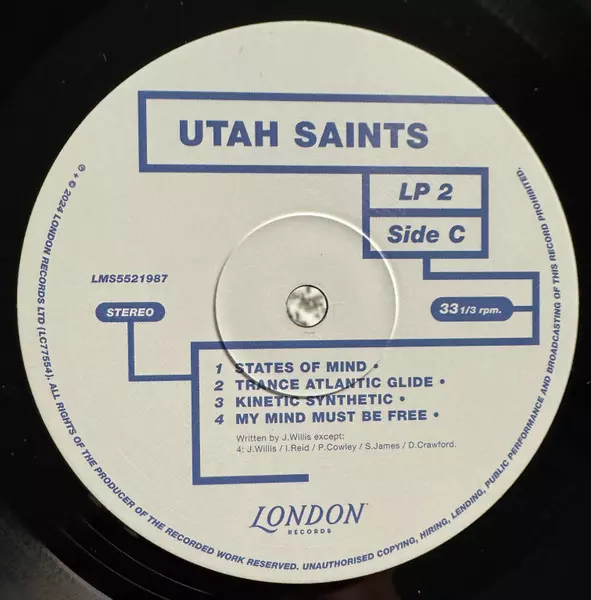 UTAH SAINTS
LP 2
Side C
LMS5521987
STEREO
33 1/3 rpm.
1 STATES OF MIND •
2 TRANCE ATLANTIC GLIDE •
3 KINETIC SYNTHETIC •
4 MY MIND MUST BE FREE •
Written by J.Willis except:
4: J.Willis / I.Reid / P.Cowley / S.James / D.Crawford.
LONDON
RECORDS
℗ + © 2024 LONDON RECORDS LTD (LC77554). ALL RIGHTS OF THE PRODUCER OF THE RECORDED WORK RESERVED. UNAUTHORISED COPYING, HIRING, LENDING, PUBLIC PERFORMANCE AND BROADCASTING OF THIS RECORD PROHIBITED.